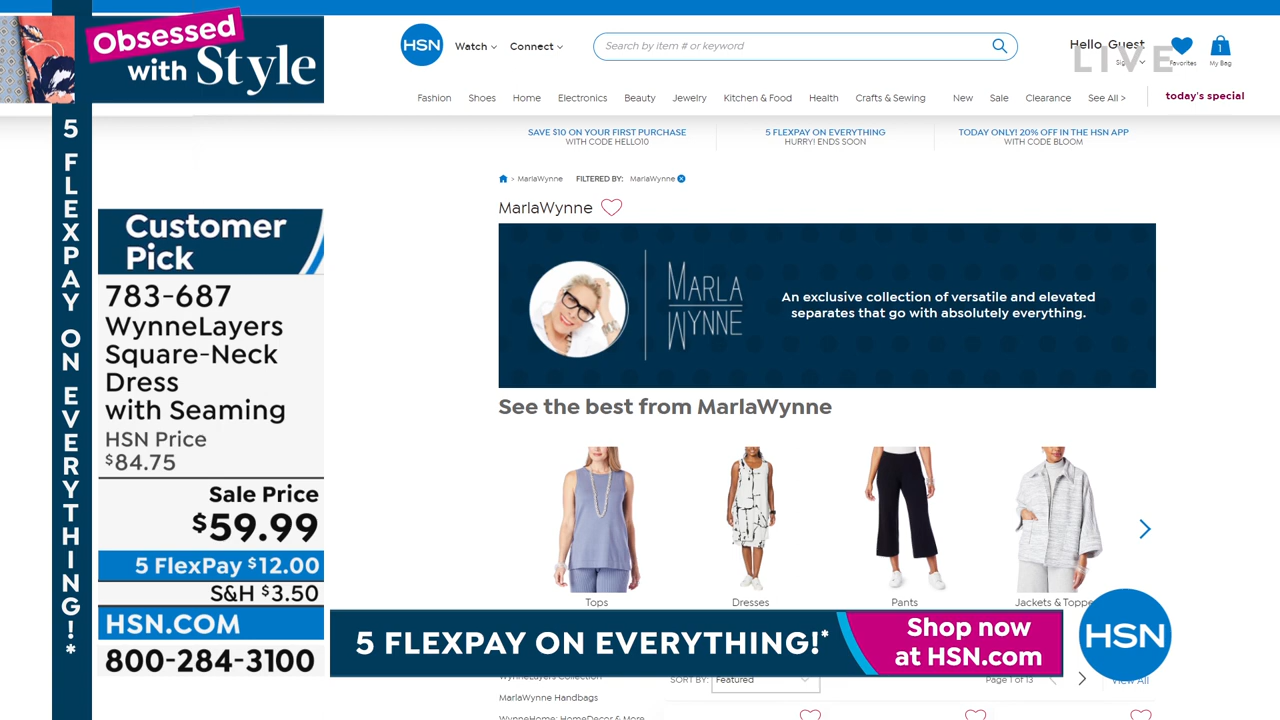 Obsessed
with Style
5 FLEXPAY ON EVERYTHING!*
Customer
Pick
783-687
WynneLayers
Square-Neck
Dress
with Seaming
HSN Price
$84.75
Sale Price
$59.99
5 FlexPay $12.00
S&H $3.50
HSN.COM
800-284-3100
HSN
Watch
Connect
Search by item # or keyword
Hello, Guest
LIVE
Favorites
1
My Bag
Fashion
Shoes
Home
Electronics
Beauty
Jewelry
Kitchen & Food
Health
Crafts & Sewing
New
Sale
Clearance
See All >
today's special
SAVE $10 ON YOUR FIRST PURCHASE
WITH CODE HELLO10
5 FLEXPAY ON EVERYTHING
HURRY! ENDS SOON
TODAY ONLY! 20% OFF IN THE HSN APP
WITH CODE BLOOM
> MarlaWynne
FILTERED BY: MarlaWynne
MarlaWynne
MARLA
WYNNE
An exclusive collection of versatile and elevated
separates that go with absolutely everything.
See the best from MarlaWynne
Tops
Dresses
Pants
Jackets & Toppe
5 FLEXPAY ON EVERYTHING!*
Shop now
at HSN.com
HSN
WynneLayers Collection
SORT BY: Featured
Page 1 of 13
View All
MarlaWynne Handbags
WynneHome: HomeDecor & More